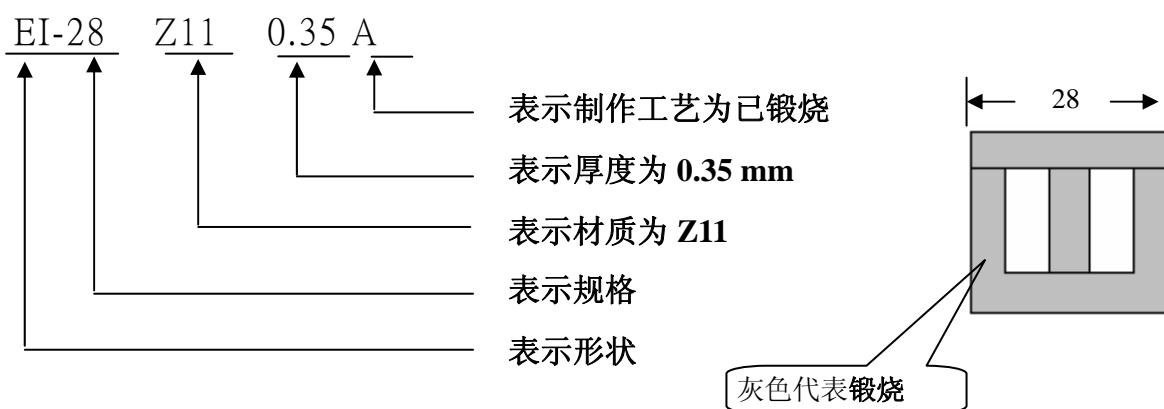 EI-28 Z11 0.35 A
表示制作工艺为已锻烧
28
表示厚度为 0.35 mm
表示材质为 Z11
表示规格
表示形状
灰色代表锻烧